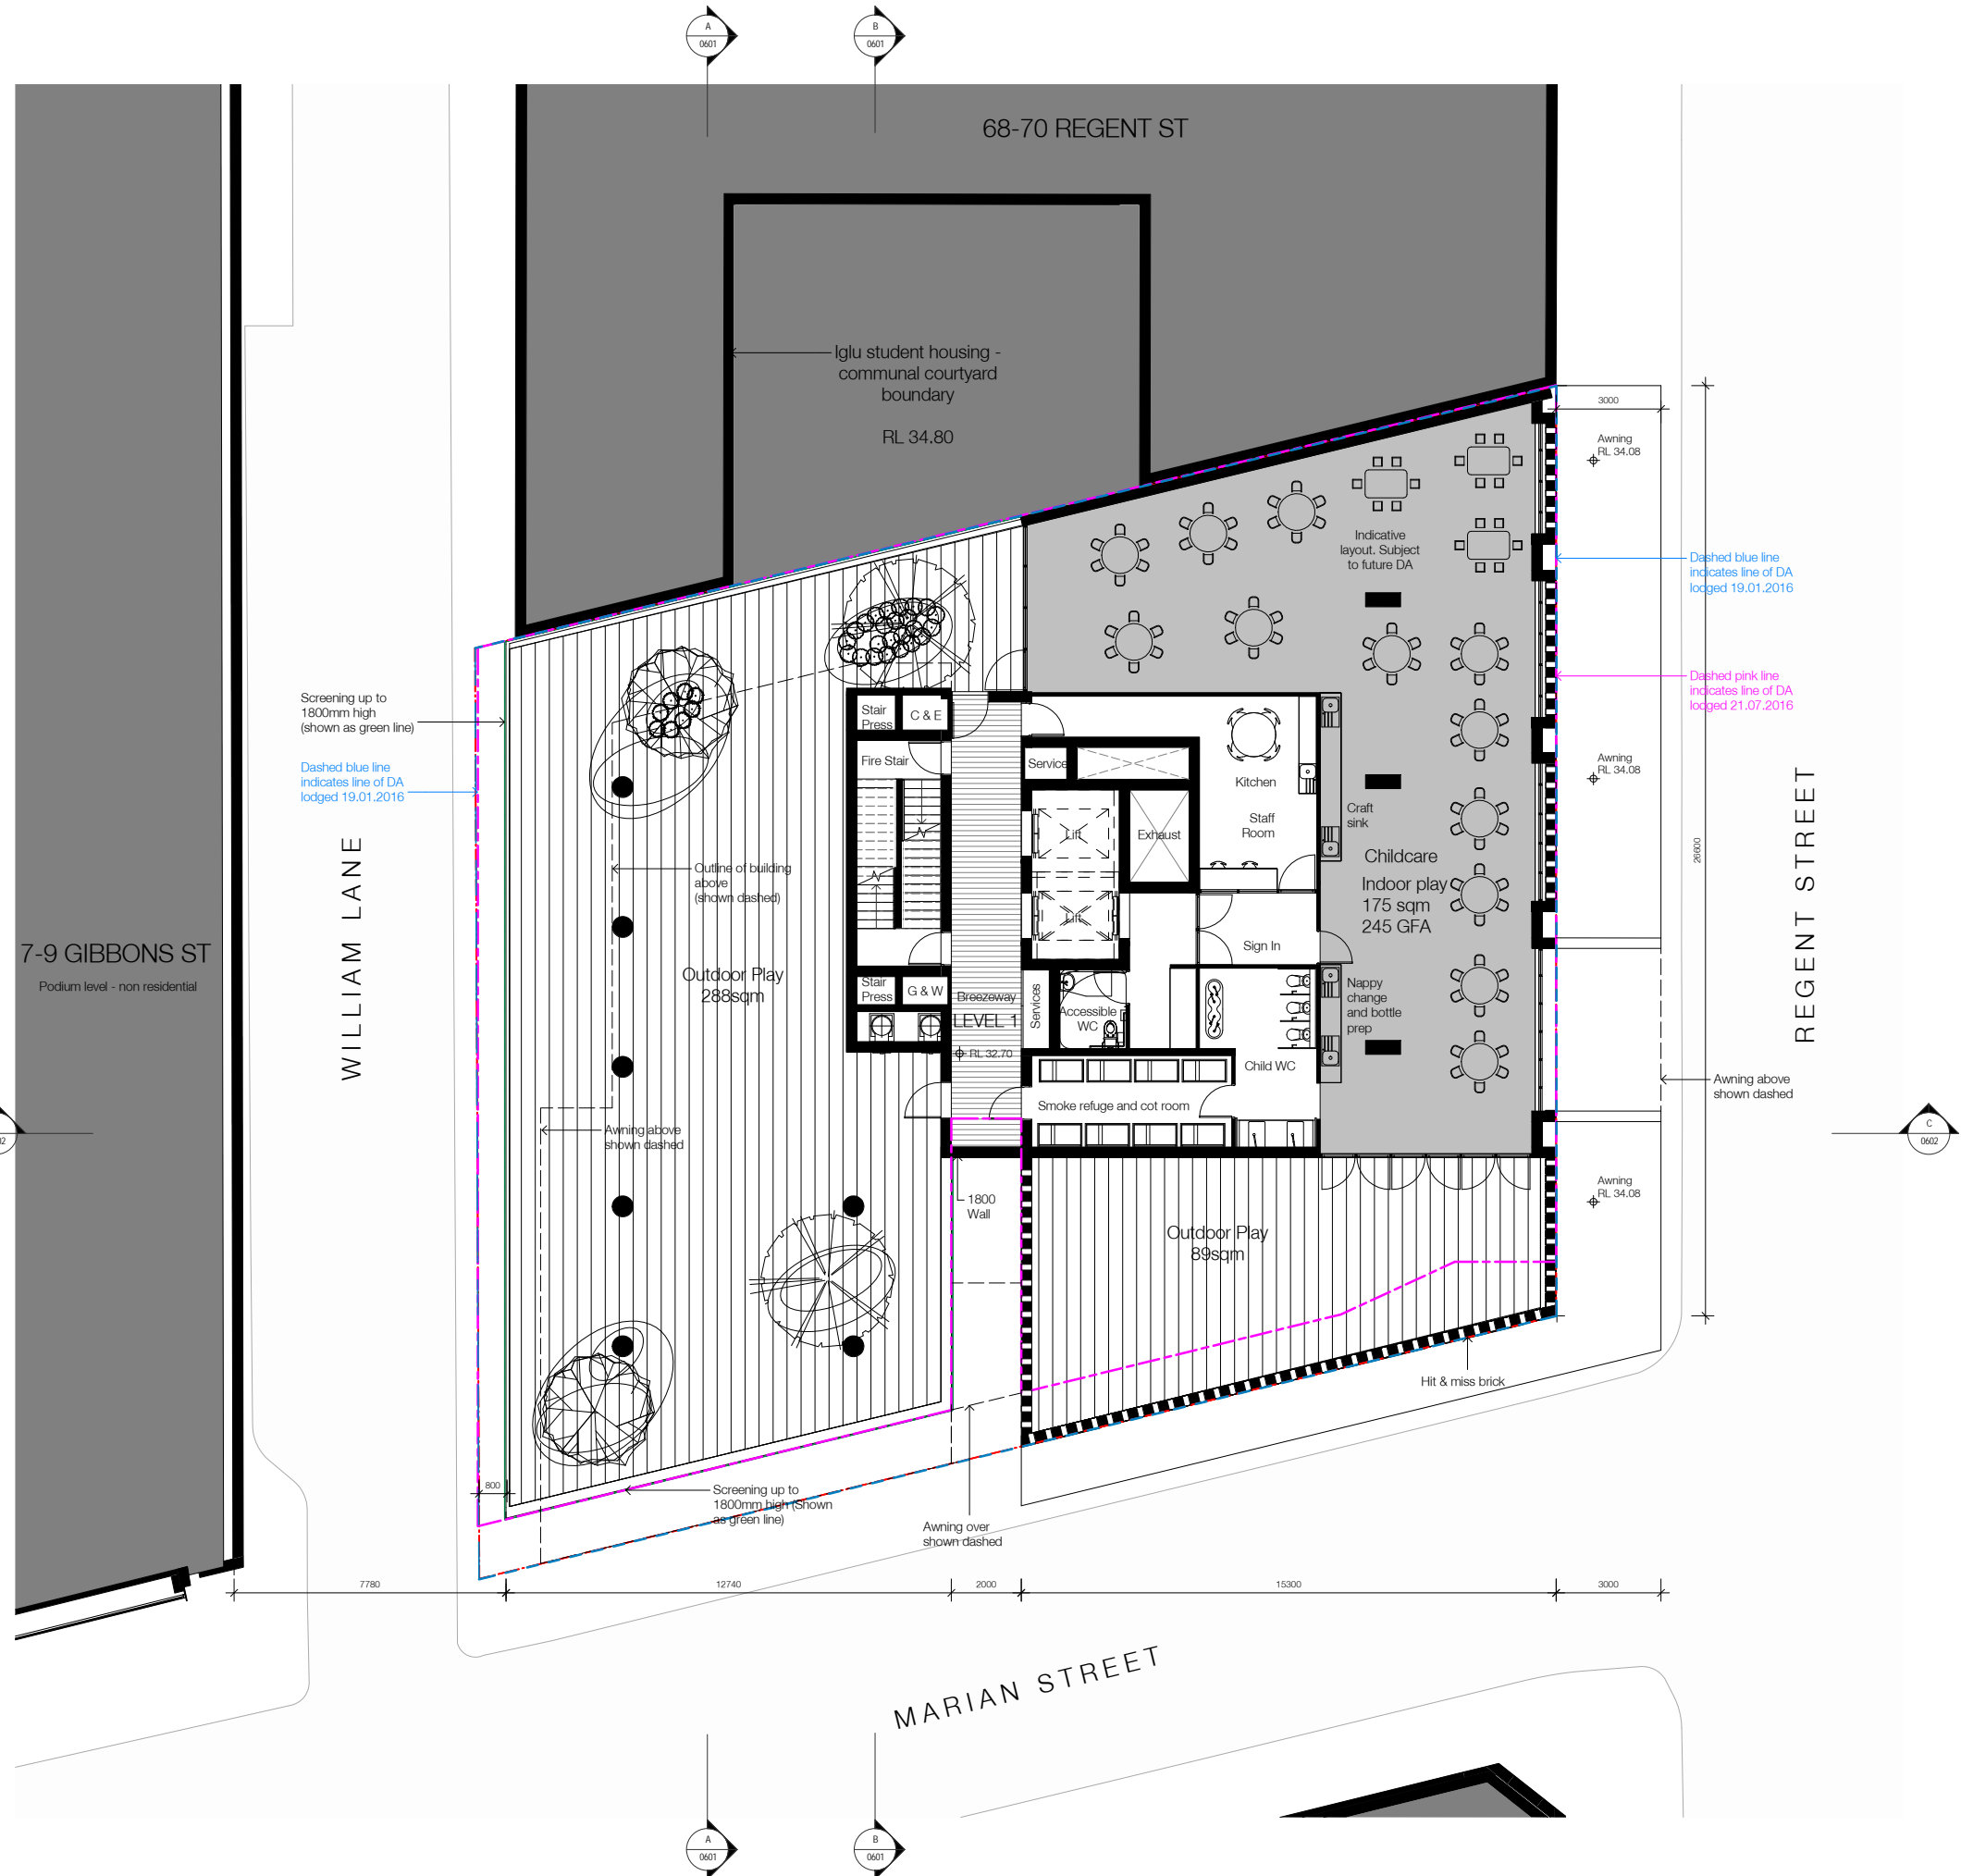 A
0601
B
0601
68-70 REGENT ST
Iglu student housing -
communal courtyard
boundary
RL 34.80
3000
Awning
RL 34.08
Indicative
layout. Subject
to future DA
Dashed blue line
indicates line of DA
lodged 19.01.2016
Dashed pink line
indicates line of DA
lodged 21.07.2016
Screening up to
1800mm high
(shown as green line)
Dashed blue line
indicates line of DA
lodged 19.01.2016
Stair
Press
C & E
Fire Stair
Service
Kitchen
Staff
Room
Lift
Exhaust
Lift
Craft
sink
Awning
RL 34.08
Childcare
Indoor play
175 sqm
245 GFA
26600
REGENT STREET
WILLIAM LANE
Outline of building
above
(shown dashed)
7-9 GIBBONS ST
Podium level - non residential
Outdoor Play
288sqm
Sign In
Stair
Press
G & W
Breezeway
LEVEL 1
RL 32.70
Services
Accessible
WC
Nappy
change
and bottle
prep
Child WC
Smoke refuge and cot room
Awning above
shown dashed
Awning above
shown dashed
02
C
0602
1800
Wall
Awning
RL 34.08
Outdoor Play
89sqm
Hit & miss brick
800
Screening up to
1800mm high (Shown
as green line)
Awning over
shown dashed
7780
12740
2000
15300
3000
MARIAN STREET
A
0601
B
0601